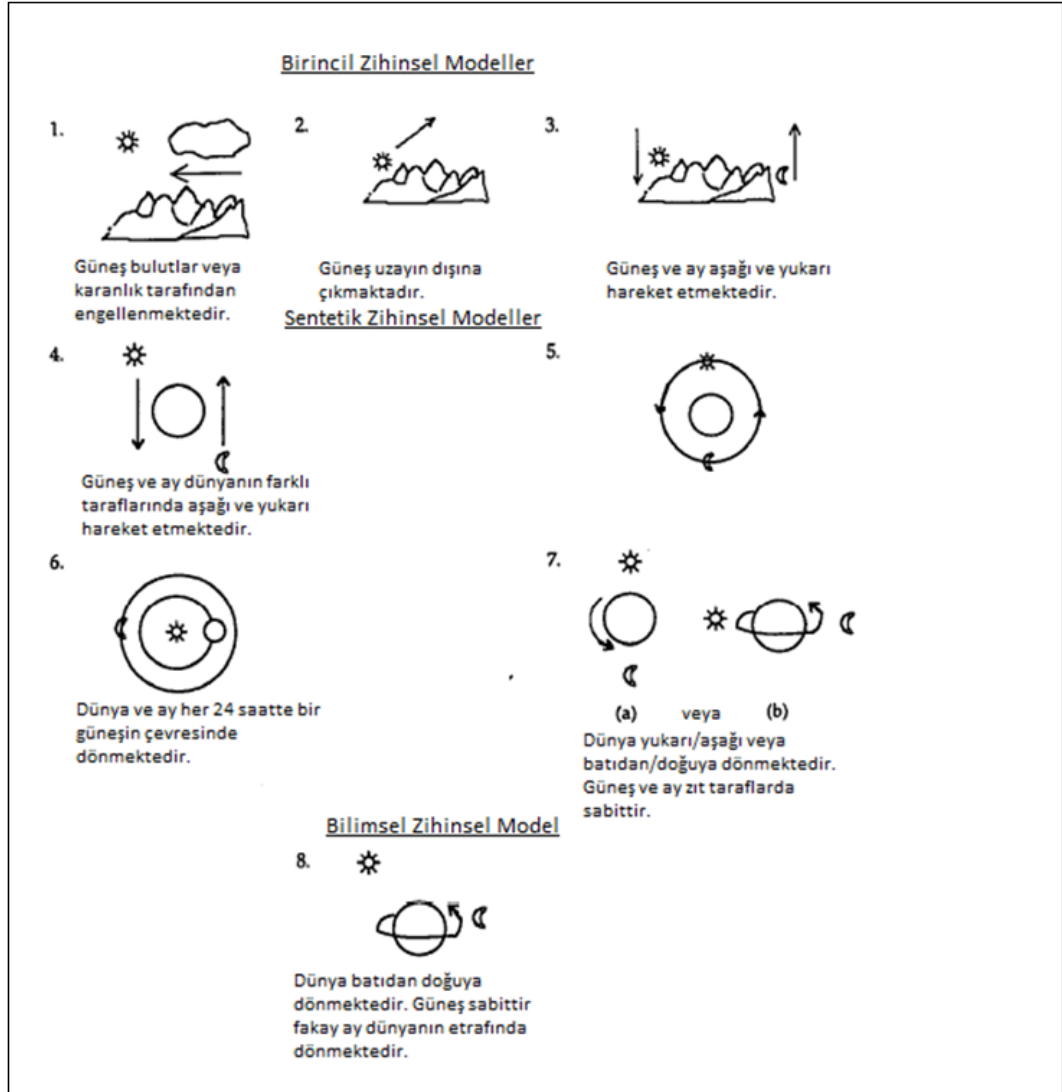 Birincil Zihinsel Modeller
1.
2.
3.
Güneş bulutlar veya
karanlık tarafından
engellenmektedir.
Güneş uzayın dışına
çıkmaktadır.
Güneş ve ay aşağı ve yukarı
hareket etmektedir.
Sentetik Zihinsel Modeller
4.
5.
Güneş ve ay dünyanın farklı
taraflarında aşağı ve yukarı
hareket etmektedir.
6.
7.
Dünya ve ay her 24 saatte bir
güneşin çevresinde
dönmektedir.
(a) veya (b)
Dünya yukarı/aşağı veya
batıdan/doğuya dönmektedir.
Güneş ve ay zıt taraflarda
sabittir.
Bilimsel Zihinsel Model
8.
Dünya batıdan doğuya
dönmektedir. Güneş sabittir
fakay ay dünyanın etrafında
dönmektedir.